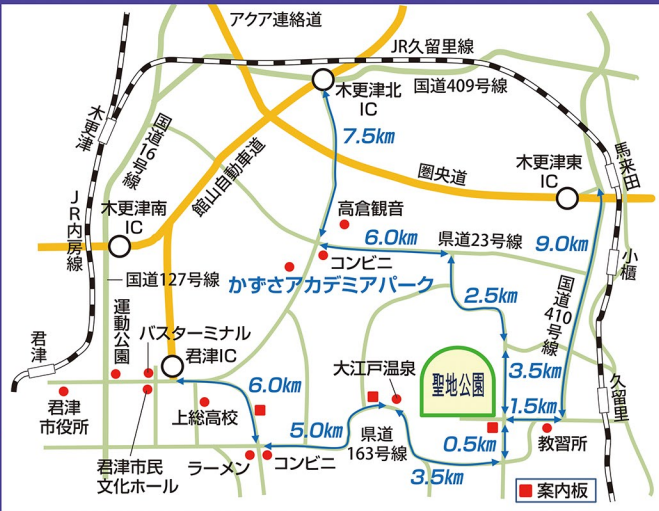 アクア連絡道
JR久留里線
木更津北
IC
国道409号線
木更津
国道16号線
7.5km
館山自動車道
圏央道
木更津東
IC
馬来田
JR内房線
木更津南
IC
高倉観音
6.0km
県道23号線
9.0km
小櫃
国道127号線
コンビニ
かずさアカデミアパーク
2.5km
国道410号線
運動公園
バスターミナル
君津
君津IC
大江戸温泉
聖地公園
3.5km
久留里
6.0km
1.5km
君津
市役所
上総高校
5.0km
県道
163号線
0.5km
教習所
君津市民
文化ホール
ラーメン
コンビニ
3.5km
案内板